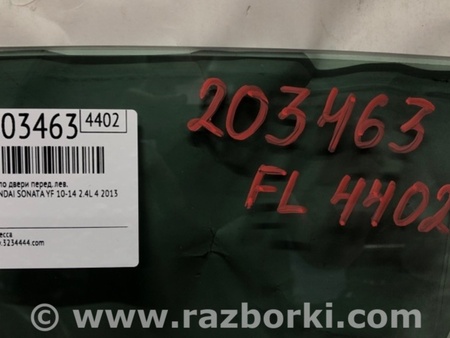 03463 4402
ло двери перед. лев.
NDAI SONATA YF 10-14 2.4L 4 2013
есса
.3234444.com
203463
FL 4402
www.razborki.com